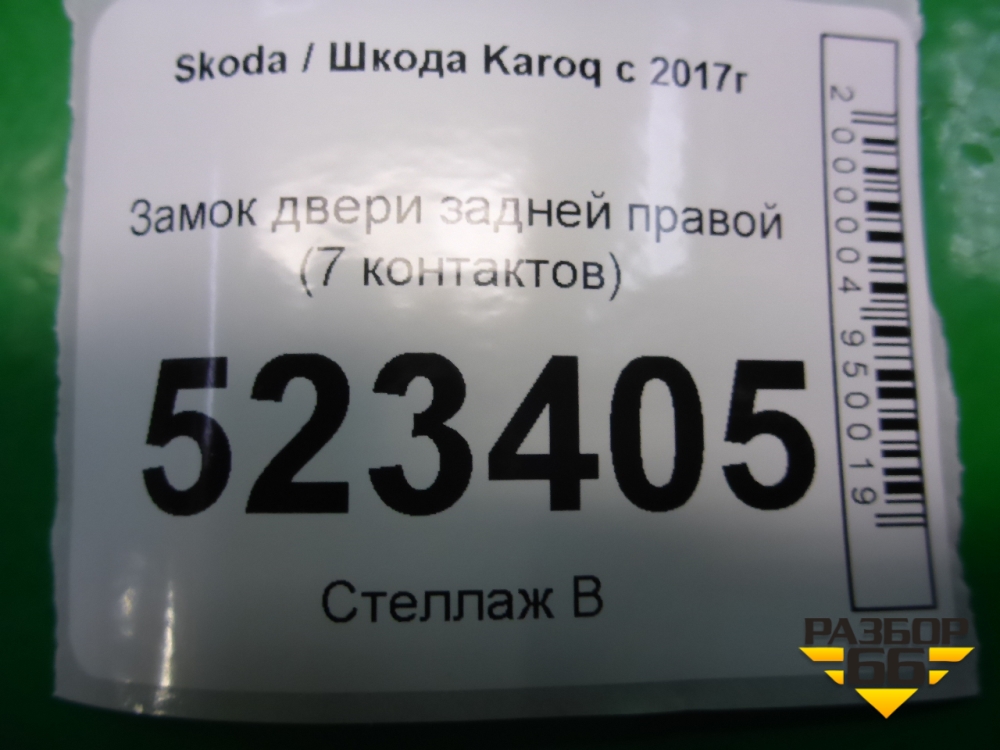 Skoda / Шкода Karoq с 2017г
Замок двери задней правой
(7 контактов)
523405
Стеллаж В
2000004950019
РАЗБОР
66